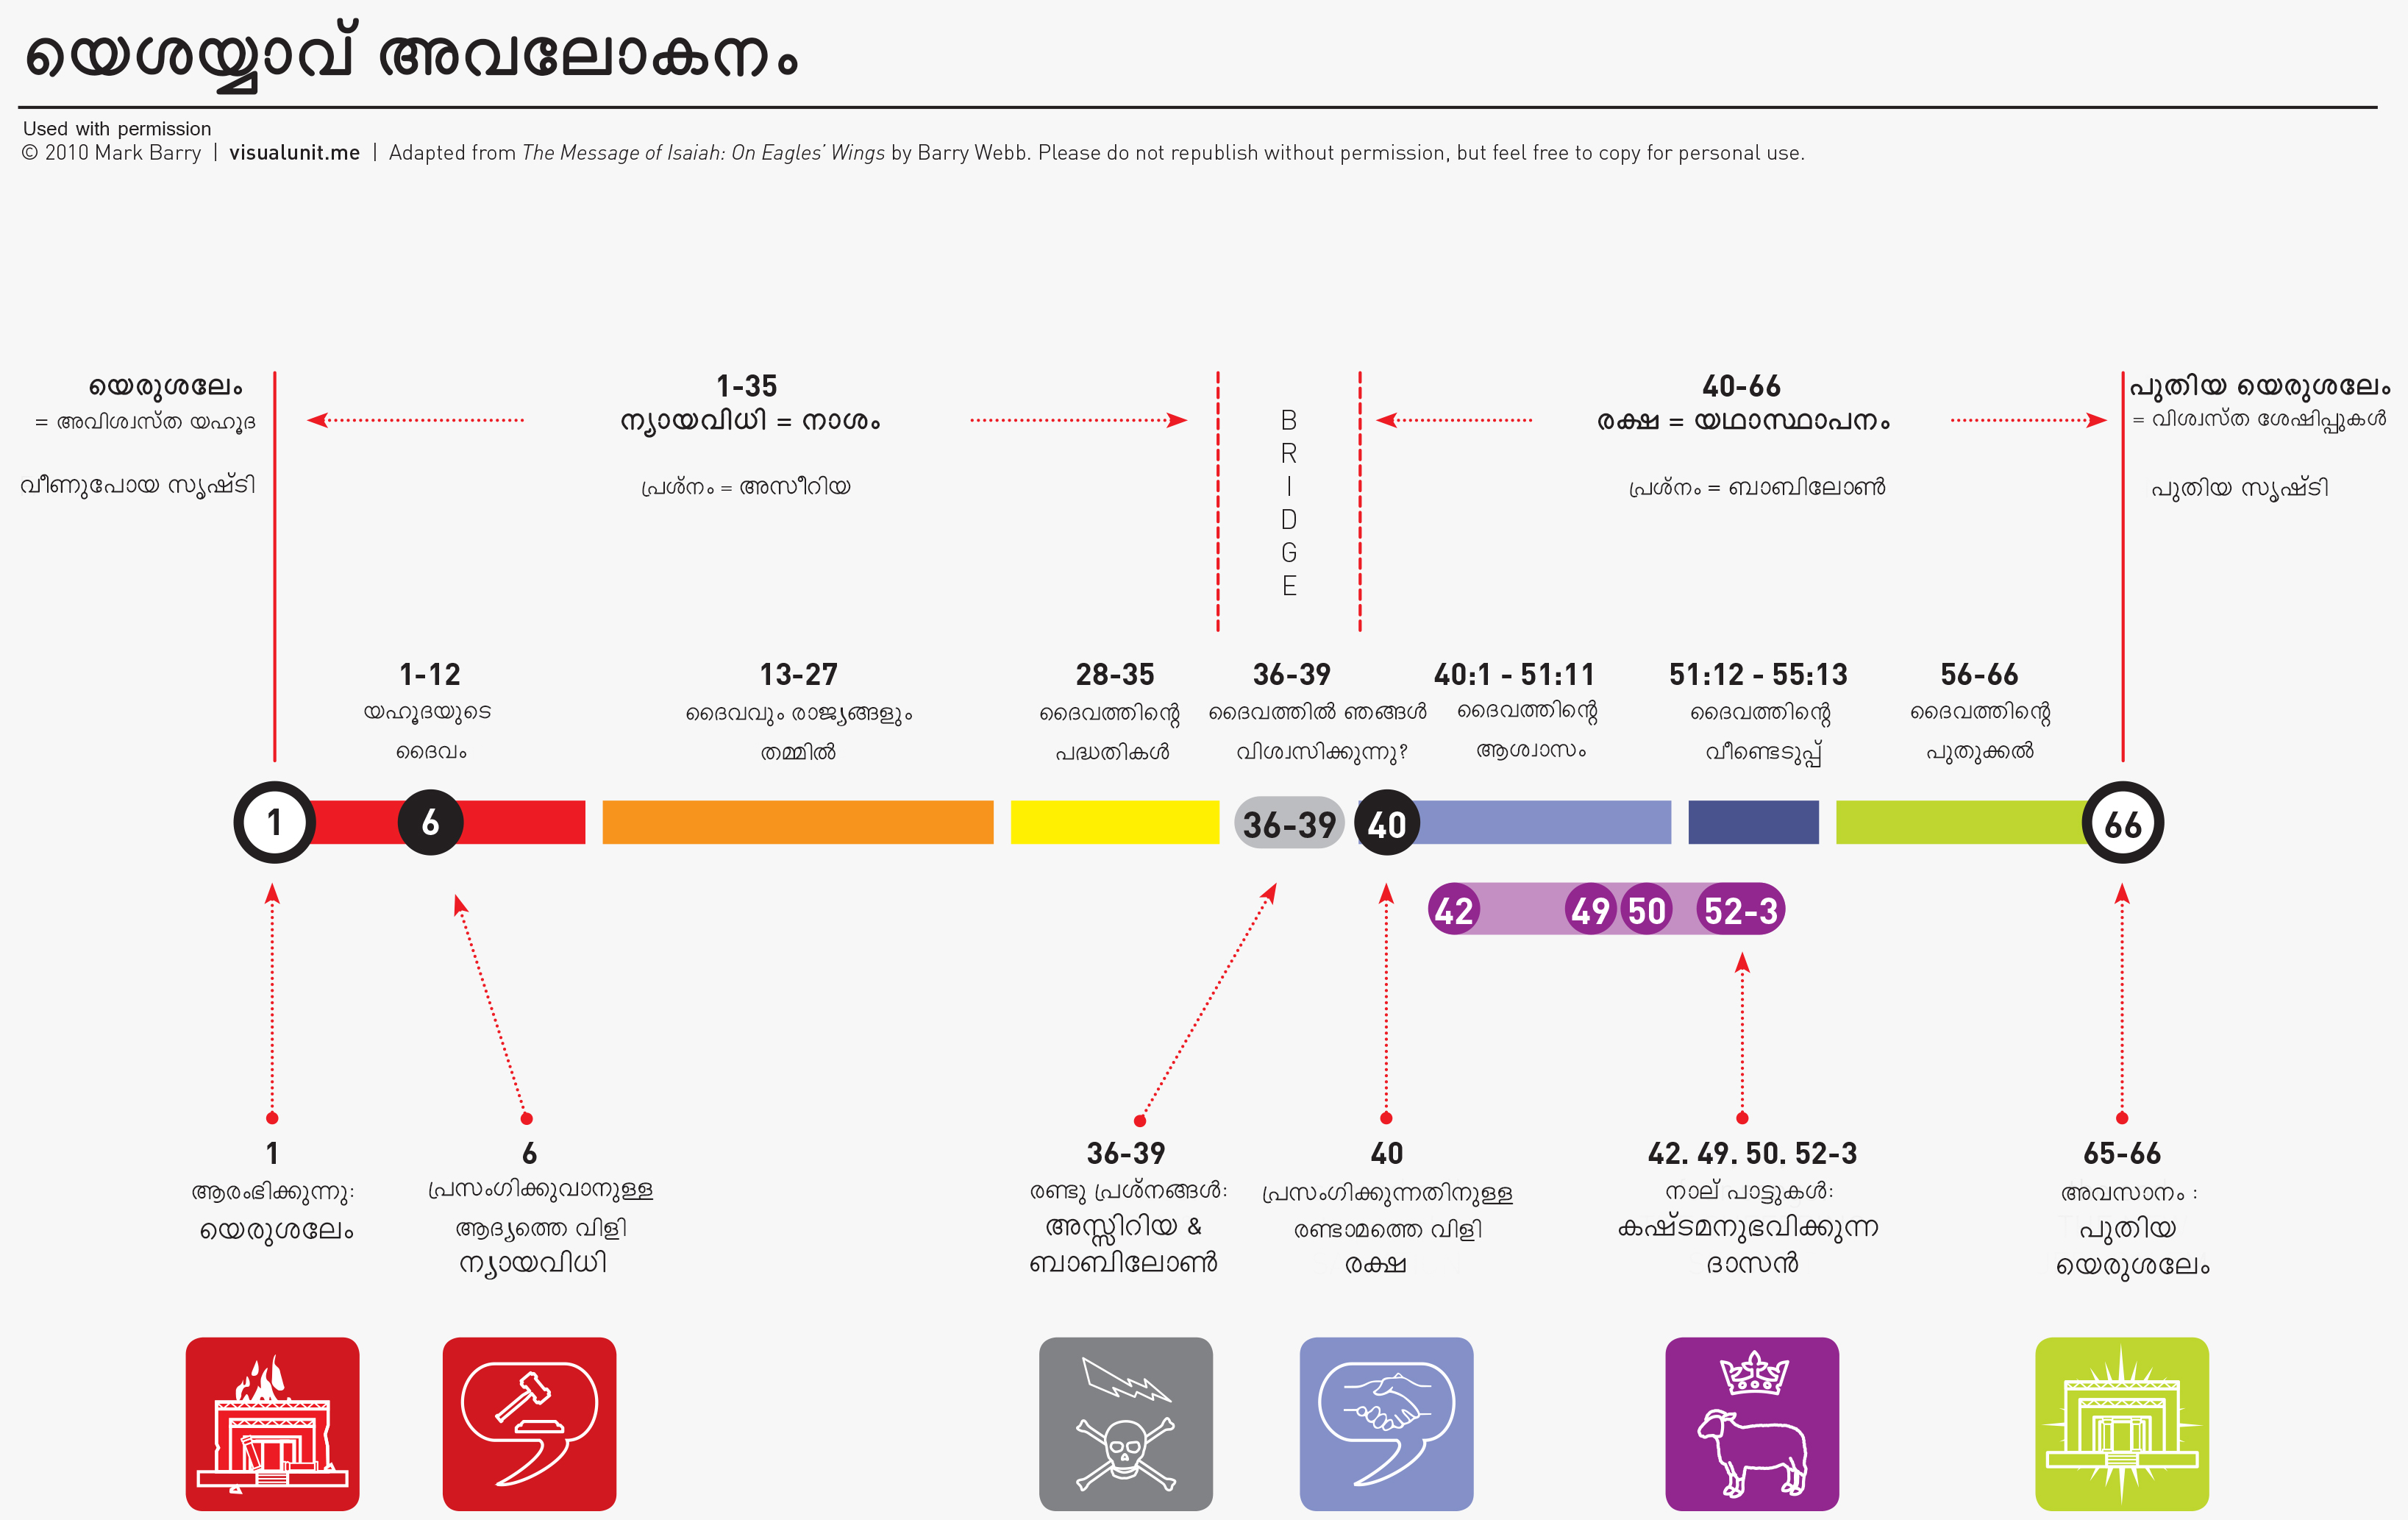 യെശയ്യാവ് അവലോകനം
Used with permission
© 2010 Mark Barry | visualunit.me | Adapted from The Message of Isaiah: On Eagles’ Wings by Barry Webb. Please do not republish without permission, but feel free to copy for personal use.
യെരുശലേം
= അവിശ്വസ്ത യഹൂദ
വീണുപോയ സൃഷ്ടി
1-35
ന്യായവിധി = നാശം
പ്രശ്നം = അസീറിയ
B
R
I
D
G
E
40-66
രക്ഷ = യഥാസ്ഥാപനം
പ്രശ്നം = ബാബിലോൺ
പുതിയ യെരുശലേം
= വിശ്വസ്ത ശേഷിപ്പുകൾ
പുതിയ സൃഷ്ടി
1-12
യഹൂദയുടെ
ദൈവം
13-27
ദൈവവും രാജ്യങ്ങളും
തമ്മിൽ
28-35
ദൈവത്തിന്റെ
പദ്ധതികൾ
36-39
ദൈവത്തിൽ ഞങ്ങൾ
വിശ്വസിക്കുന്നു?
40:1 - 51:11
ദൈവത്തിന്റെ
ആശ്വാസം
51:12 - 55:13
ദൈവത്തിന്റെ
വീണ്ടെടുപ്പ്
56-66
ദൈവത്തിന്റെ
പുതുക്കൽ
1
6
36-39
40
66
42 49 50 52-3
1
ആരംഭിക്കുന്നു:
യെരുശലേം
6
പ്രസംഗിക്കുവാനുള്ള
ആദ്യത്തെ വിളി
ന്യായവിധി
36-39
രണ്ടു പ്രശ്നങ്ങൾ:
അസ്സിറിയ &
ബാബിലോൺ
40
പ്രസംഗിക്കുന്നതിനുള്ള
രണ്ടാമത്തെ വിളി
രക്ഷ
42. 49. 50. 52-3
നാല് പാട്ടുകൾ:
കഷ്ടമനുഭവിക്കുന്ന
ദാസൻ
65-66
അവസാനം :
പുതിയ
യെരുശലേം